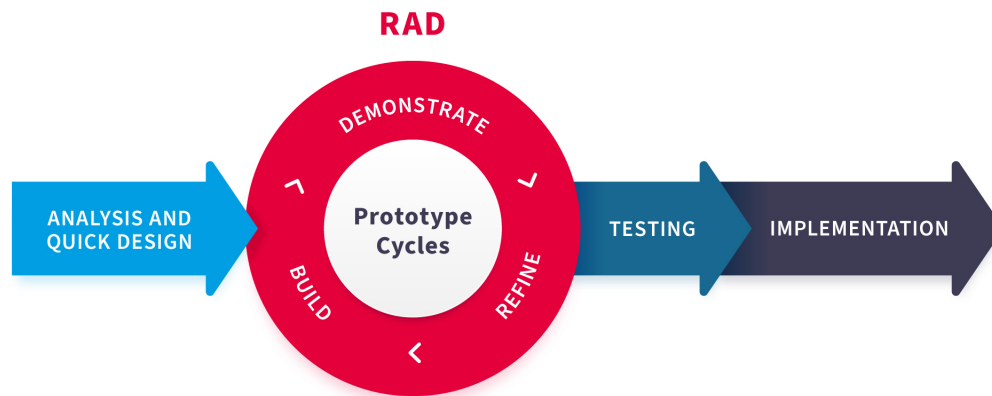 RAD
ANALYSIS AND
QUICK DESIGN
DEMONSTRATE
Prototype
Cycles
BUILD
REFINE
TESTING
IMPLEMENTATION